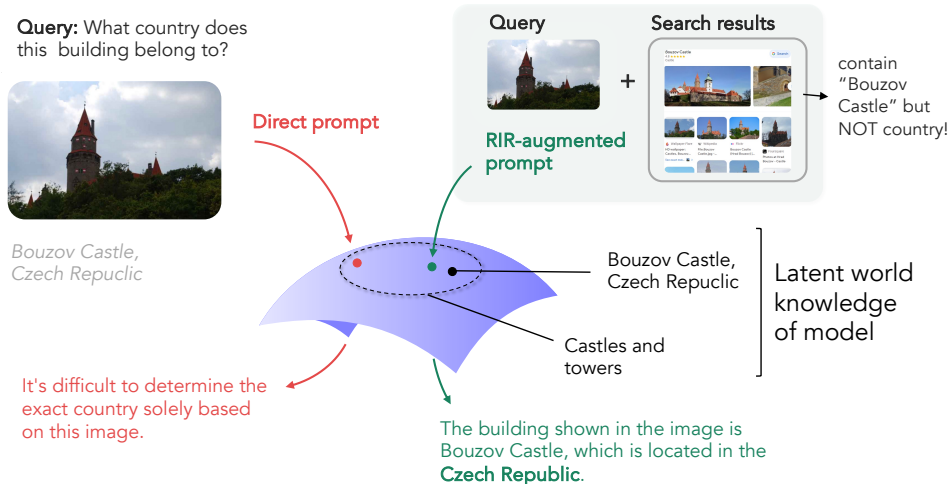 Query: What country does
this building belong to?
Bouzov Castle,
Czech Repuclic
Direct prompt
Query
+
Search results
Bouzov Castle
contain
“Bouzov
Castle” but
NOT country!
RIR-augmented
prompt
Bouzov Castle,
Czech Repuclic
Castles and
towers
Latent world
knowledge
of model
It's difficult to determine the
exact country solely based
on this image.
The building shown in the image is
Bouzov Castle, which is located in the
Czech Republic.